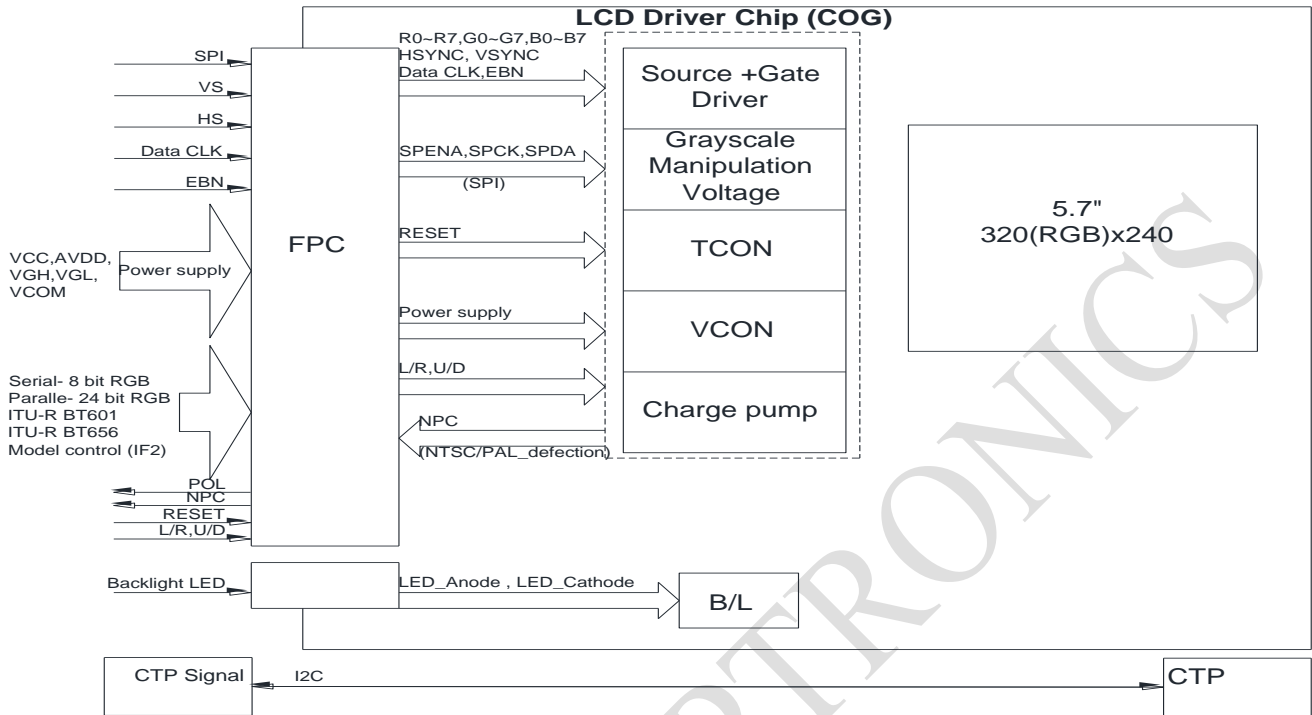 LCD Driver Chip (COG)
SPI
VS
HS
Data CLK
EBN
VCC,AVDD,
VGH,VGL,
VCOM
Power supply
Serial- 8 bit RGB
Paralle- 24 bit RGB
ITU-R BT601
ITU-R BT656
Model control (IF2)
POL
NPC
RESET
L/R,U/D
FPC
R0~R7,G0~G7,B0~B7
HSYNC, VSYNC
Data CLK,EBN
SPENA,SPCK,SPDA
(SPI)
RESET
Power supply
L/R,U/D
NPC
(NTSC/PAL_defection)
Source +Gate
Driver
Grayscale
Manipulation
Voltage
TCON
VCON
Charge pump
5.7"
320(RGB)x240
Backlight LED
LED_Anode , LED_Cathode
B/L
CTP Signal
I2C
CTP
RTRONICS